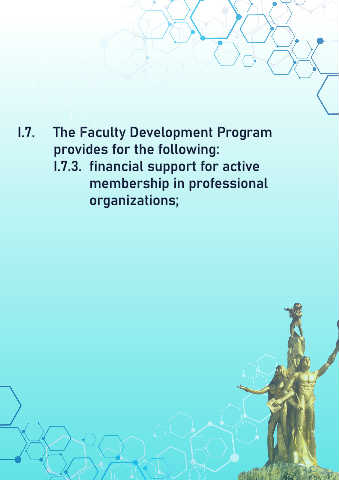 I.7. The Faculty Development Program
provides for the following:
I.7.3. financial support for active
membership in professional
organizations;